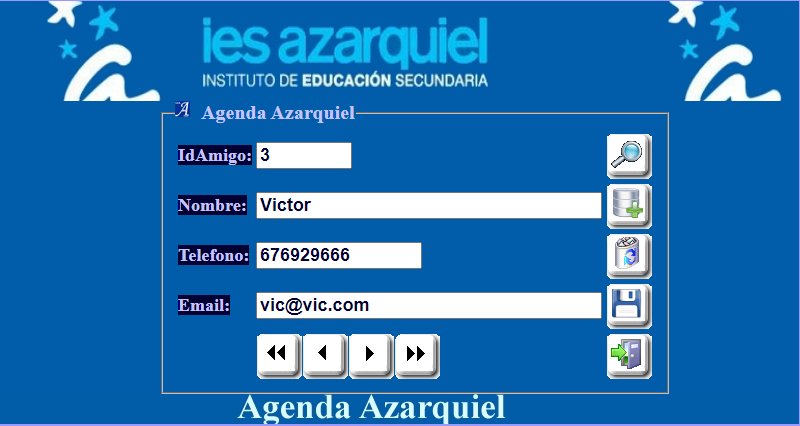 ies azarquiel
INSTITUTO DE EDUCACIÓN SECUNDARIA
A Agenda Azarquiel
IdAmigo: 3
Nombre: Victor
Telefono: 676929666
Email: vic@vic.com
Agenda Azarquiel